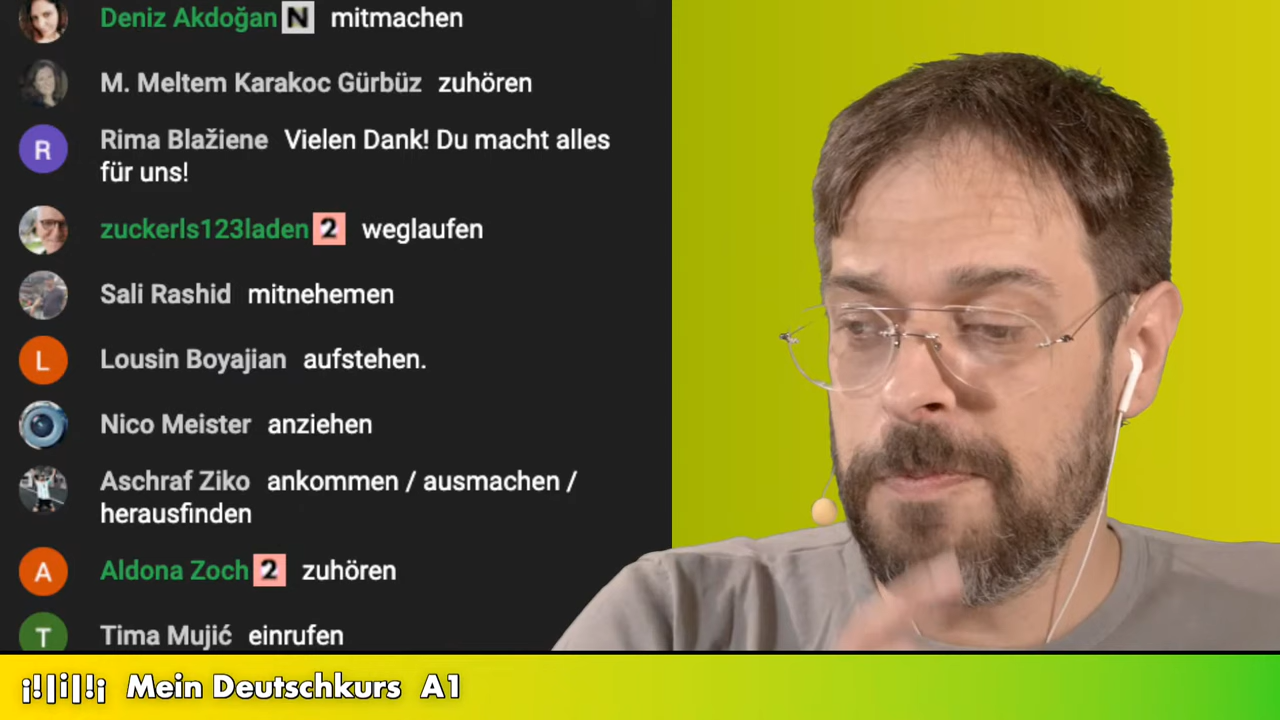 Deniz Akdoğan N mitmachen
M. Meltem Karakoc Gürbüz zuhören
R Rima Blažiene Vielen Dank! Du macht alles
für uns!
zuckerls123laden 2 weglaufen
Sali Rashid mitnehemen
L Lousin Boyajian aufstehen.
Nico Meister anziehen
Aschraf Ziko ankommen / ausmachen /
herausfinden
A Aldona Zoch 2 zuhören
T Tima Mujić einrufen
¡!|i|!¡ Mein Deutschkurs A1